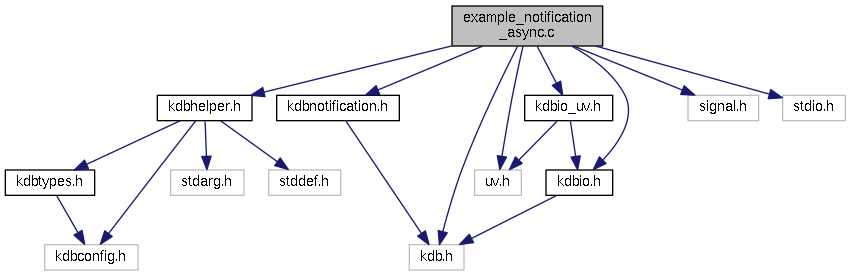 example_notification
_async.c
kdbhelper.h
kdbnotification.h
kdbio_uv.h
signal.h
stdio.h
kdbtypes.h
stdarg.h
stddef.h
uv.h
kdbio.h
kdbconfig.h
kdb.h